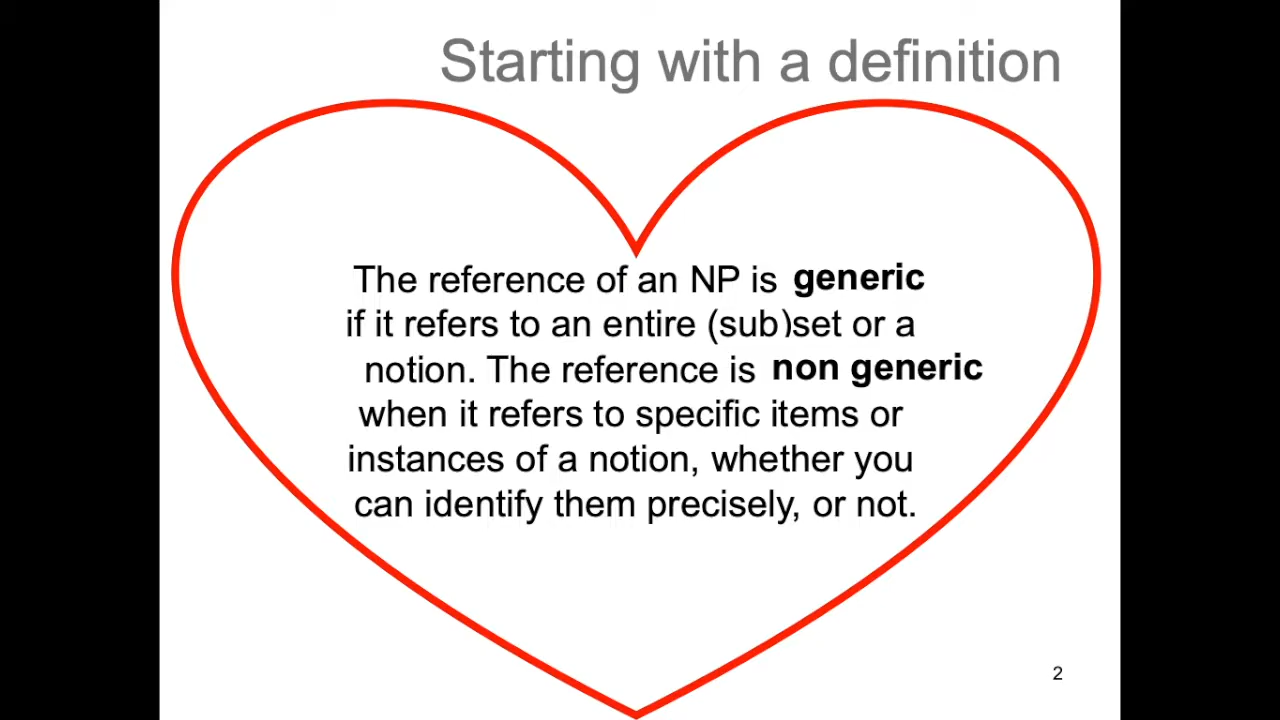 Starting with a definition
The reference of an NP is generic
if it refers to an entire (sub)set or a
notion. The reference is non generic
when it refers to specific items or
instances of a notion, whether you
can identify them precisely, or not.
2